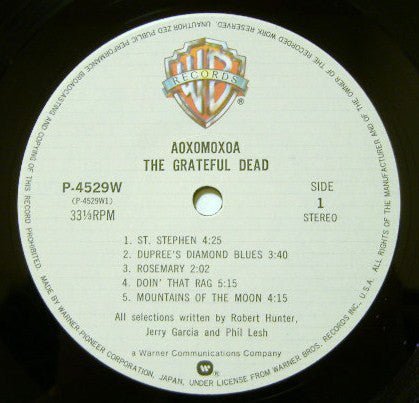 WB
RECORDS
®
AOXOMOXOA
THE GRATEFUL DEAD
P-4529W
(P-4529W1)
33⅓RPM
SIDE
1
STEREO
1. ST. STEPHEN 4:25
2. DUPREE'S DIAMOND BLUES 3:40
3. ROSEMARY 2:02
4. DOIN' THAT RAG 5:15
5. MOUNTAINS OF THE MOON 4:15
All selections written by Robert Hunter,
Jerry Garcia and Phil Lesh
a Warner Communications Company
ALL RIGHTS OF THE MANUFACTURER AND OF THE OWNER OF THE RECORDED WORK RESERVED. UNAUTHORIZED PUBLIC PERFORMANCE, BROADCASTING AND COPYING OF THIS RECORD PROHIBITED.
MADE BY WARNER-PIONEER CORPORATION, JAPAN, UNDER LICENSE FROM WARNER BROS. RECORDS INC., U.S.A.